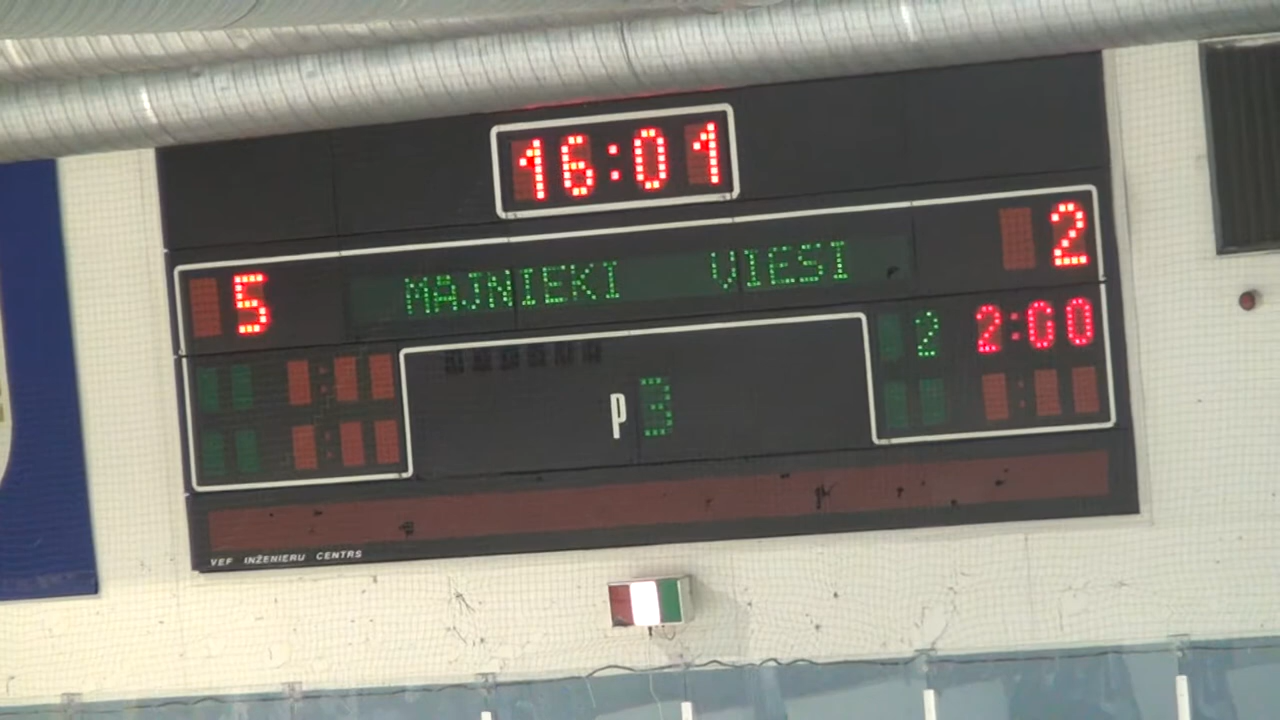 16:01
5 MAJNIEKI VIESI 2
2 2:00
P 3
VEF INŽENIERU CENTRS